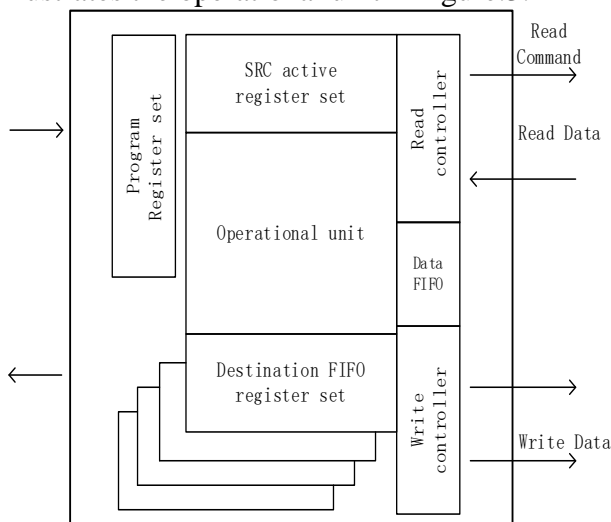 Program
Register set
SRC active
register set
Operational unit
Destination FIFO
register set
Read
controller
Data
FIFO
Write
controller
Read
Command
Read Data
Write Data